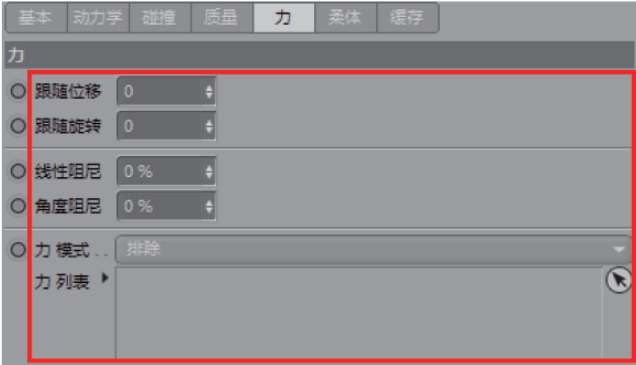 基本 动力学 碰撞 质量 力 柔体 缓存
力
跟随位移 0
跟随旋转 0
线性阻尼 0 %
角度阻尼 0 %
力 模式 . . 排除
力 列表